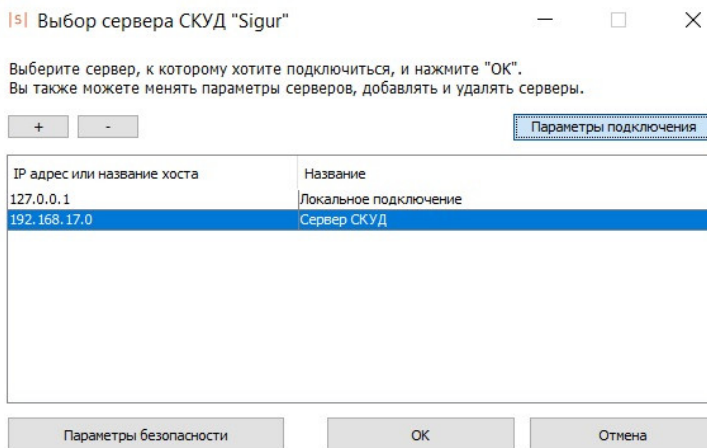 |s| Выбор сервера СКУД "Sigur"
Выберите сервер, к которому хотите подключиться, и нажмите "ОК".
Вы также можете менять параметры серверов, добавлять и удалять серверы.
+ - Параметры подключения
IP адрес или название хоста Название
127.0.0.1 Локальное подключение
192.168.17.0 Сервер СКУД
Параметры безопасности ОК Отмена